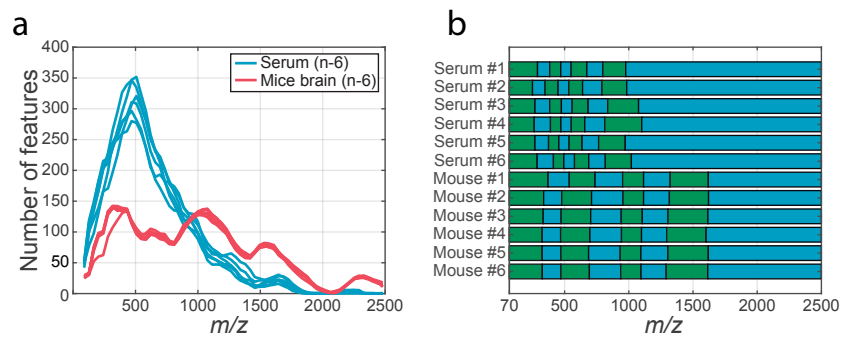 a
400
350
300
250
200
150
100
50
0
Number of features
Serum (n-6)
Mice brain (n-6)
500
1000
1500
2000
2500
m/z
b
Serum #1
Serum #2
Serum #3
Serum #4
Serum #5
Serum #6
Mouse #1
Mouse #2
Mouse #3
Mouse #4
Mouse #5
Mouse #6
70
500
1000
1500
2000
2500
m/z